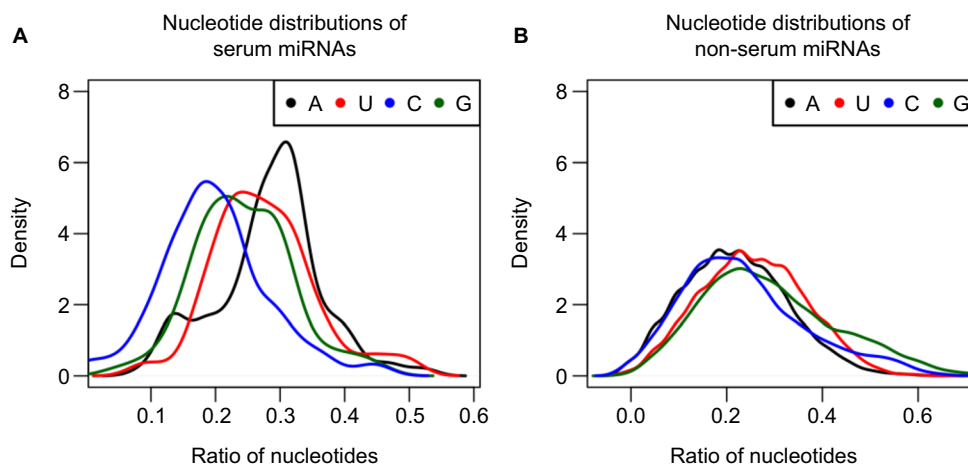 A
Nucleotide distributions of
serum miRNAs
A U C G
8
6
4
2
0
Density
0.1 0.2 0.3 0.4 0.5 0.6
Ratio of nucleotides
B
Nucleotide distributions of
non-serum miRNAs
A U C G
8
6
4
2
0
Density
0.0 0.2 0.4 0.6
Ratio of nucleotides